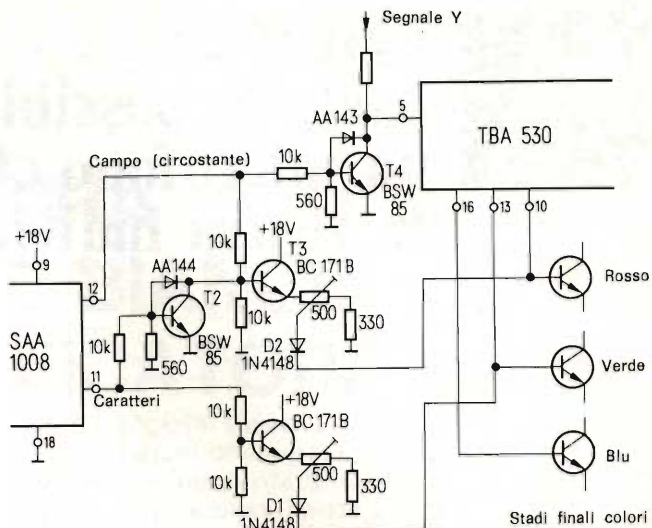 Segnale Y
AA143
5
TBA 530
Campo (circostante)
10k
T4
BSW
85
560
16
13
10
+18V
10k
+18V
T3
BC 171B
Rosso
9
12
AA144
T2
SAA
1008
10k
500
330
BSW
85
D2
1N4148
10k
560
Verde
11
Caratteri
10k
+18V
BC 171B
18
500
Blu
10k
330
D1
1N4148
Stadi finali colori